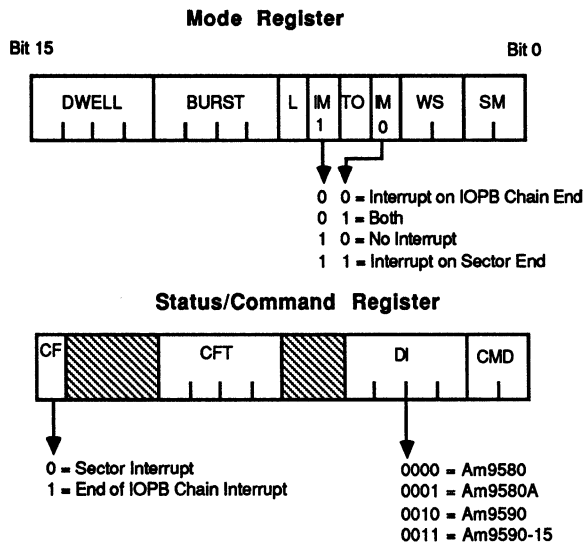 Mode Register
Bit 15 Bit 0
DWELL BURST L IM 1 TO IM 0 WS SM
0 0 = Interrupt on IOPB Chain End
0 1 = Both
1 0 = No Interrupt
1 1 = Interrupt on Sector End
Status/Command Register
CF CFT DI CMD
0 = Sector Interrupt
1 = End of IOPB Chain Interrupt
0000 = Am9580
0001 = Am9580A
0010 = Am9590
0011 = Am9590-15